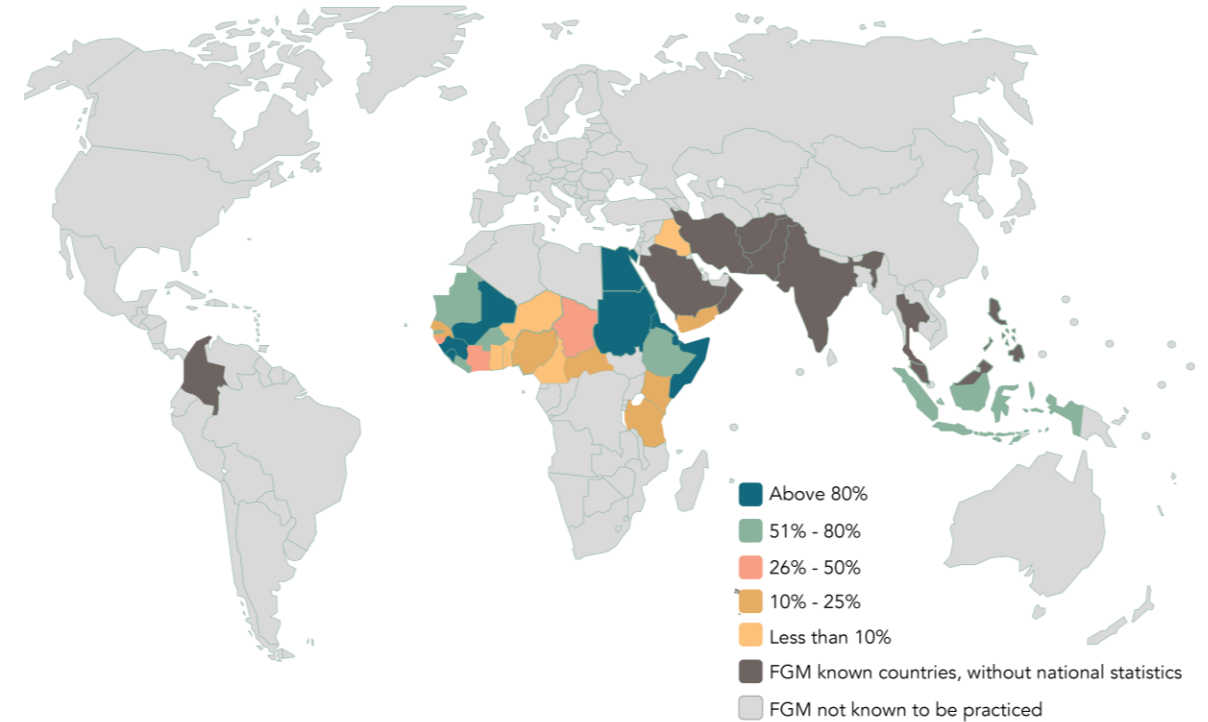 Above 80%
51% - 80%
26% - 50%
10% - 25%
Less than 10%
FGM known countries, without national statistics
FGM not known to be practiced